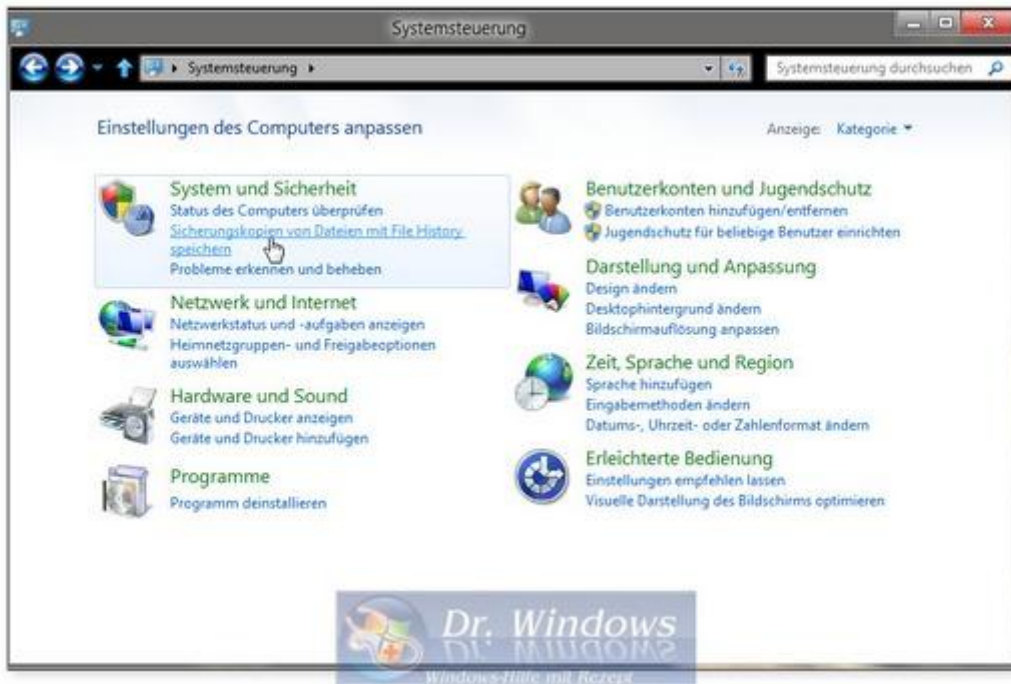 Systemsteuerung
Systemsteuerung
Systemsteuerung durchsuchen
Einstellungen des Computers anpassen
Anzeige: Kategorie
System und Sicherheit
Status des Computers überprüfen
Sicherungskopien von Dateien mit File History
speichern
Probleme erkennen und beheben
Netzwerk und Internet
Netzwerkstatus und -aufgaben anzeigen
Heimnetzgruppen- und Freigabeoptionen
auswählen
Hardware und Sound
Geräte und Drucker anzeigen
Geräte und Drucker hinzufügen
Programme
Programm deinstallieren
Benutzerkonten und Jugendschutz
Benutzerkonten hinzufügen/entfernen
Jugendschutz für beliebige Benutzer einrichten
Darstellung und Anpassung
Design ändern
Desktophintergrund ändern
Bildschirmauflösung anpassen
Zeit, Sprache und Region
Sprache hinzufügen
Eingabemethoden ändern
Datums-, Uhrzeit- oder Zahlenformat ändern
Erleichterte Bedienung
Einstellungen empfehlen lassen
Visuelle Darstellung des Bildschirms optimieren
Dr. Windows
Windows-Hilfe mit Rezept